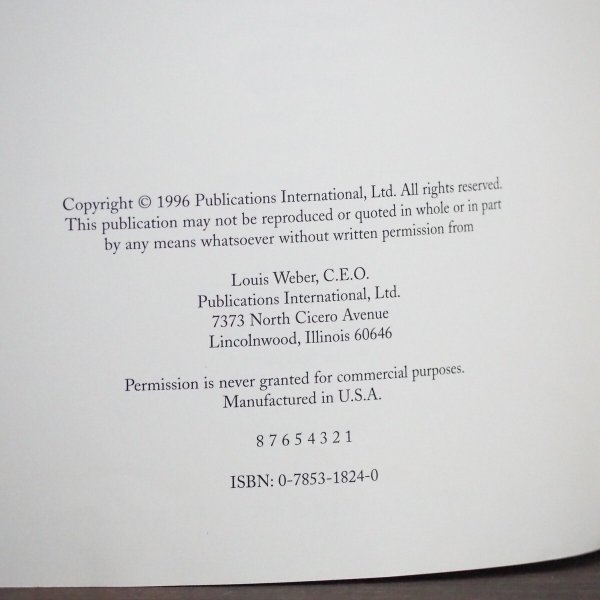 Copyright © 1996 Publications International, Ltd. All rights reserved.
This publication may not be reproduced or quoted in whole or in part
by any means whatsoever without written permission from
Louis Weber, C.E.O.
Publications International, Ltd.
7373 North Cicero Avenue
Lincolnwood, Illinois 60646
Permission is never granted for commercial purposes.
Manufactured in U.S.A.
8 7 6 5 4 3 2 1
ISBN: 0-7853-1824-0